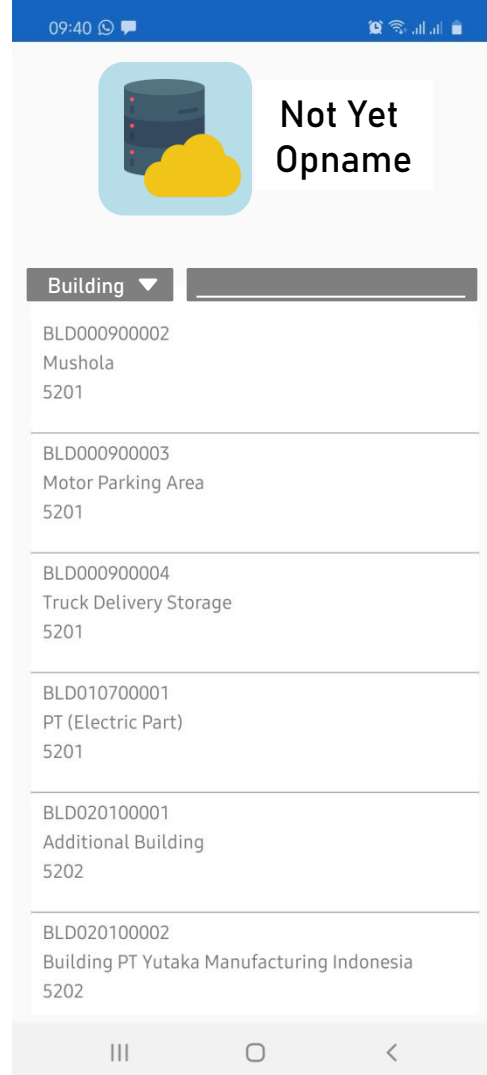 09:40
Not Yet
Opname
Building
BLD000900002
Mushola
5201
BLD000900003
Motor Parking Area
5201
BLD000900004
Truck Delivery Storage
5201
BLD010700001
PT (Electric Part)
5201
BLD020100001
Additional Building
5202
BLD020100002
Building PT Yutaka Manufacturing Indonesia
5202